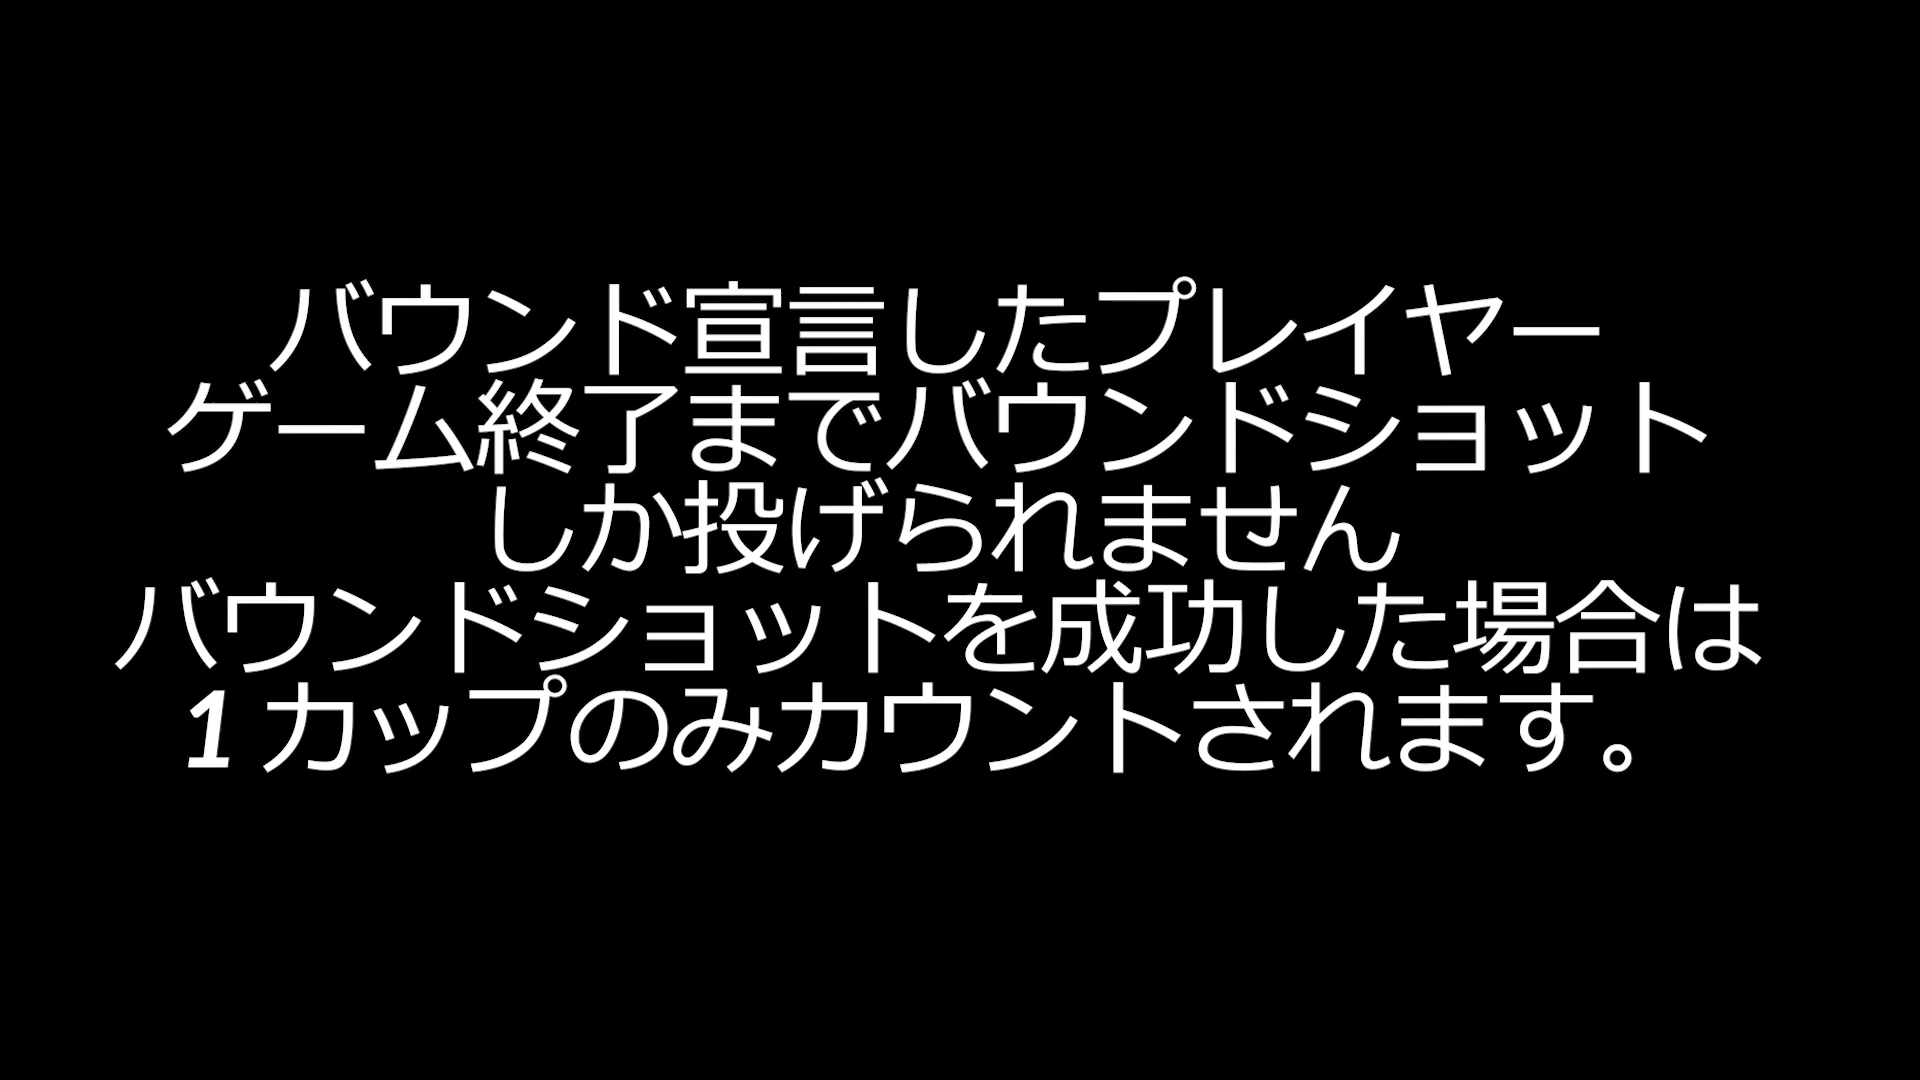 バウンド宣言したプレイヤー
ゲーム終了までバウンドショット
しか投げられません
バウンドショットを成功した場合は
1 カップのみカウントされます。